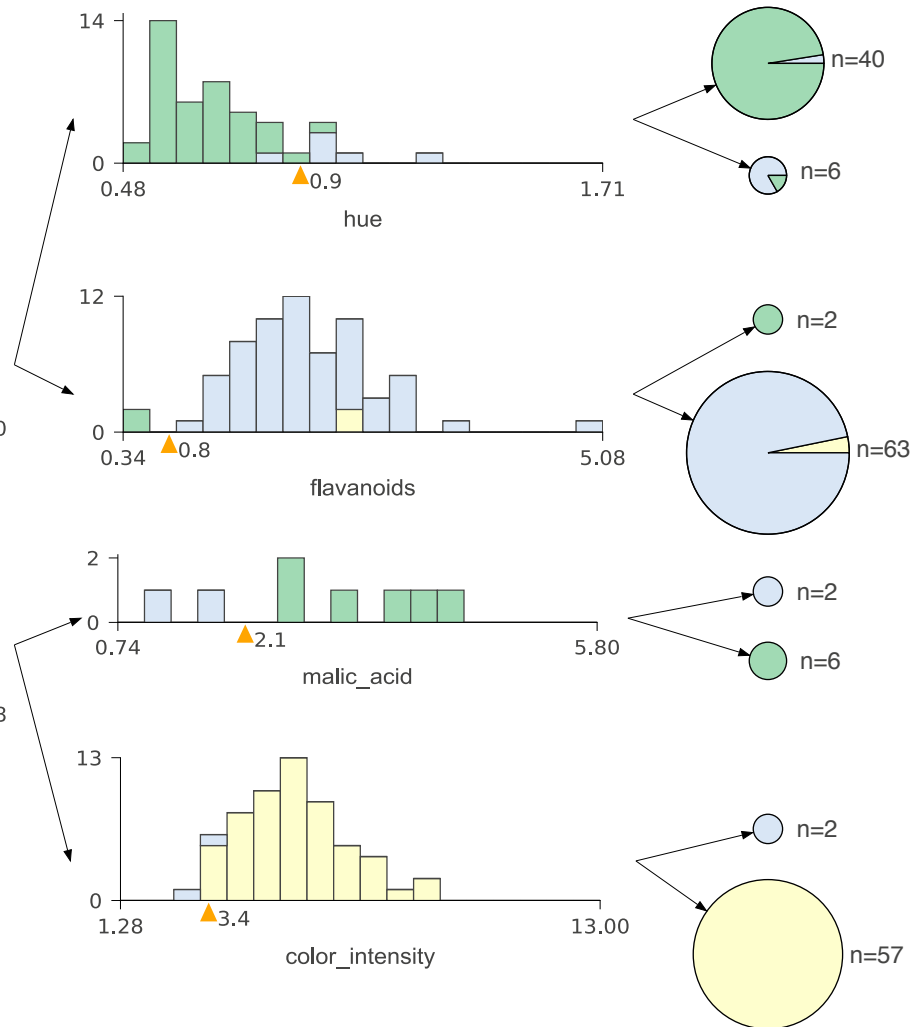 14
n=40
0
0.48
0.9
1.71
n=6
hue
12
n=2
0
0
0.34
0.8
5.08
n=63
flavanoids
2
n=2
0
0.74
2.1
5.80
n=6
malic_acid
3
13
n=2
0
1.28
3.4
13.00
n=57
color_intensity